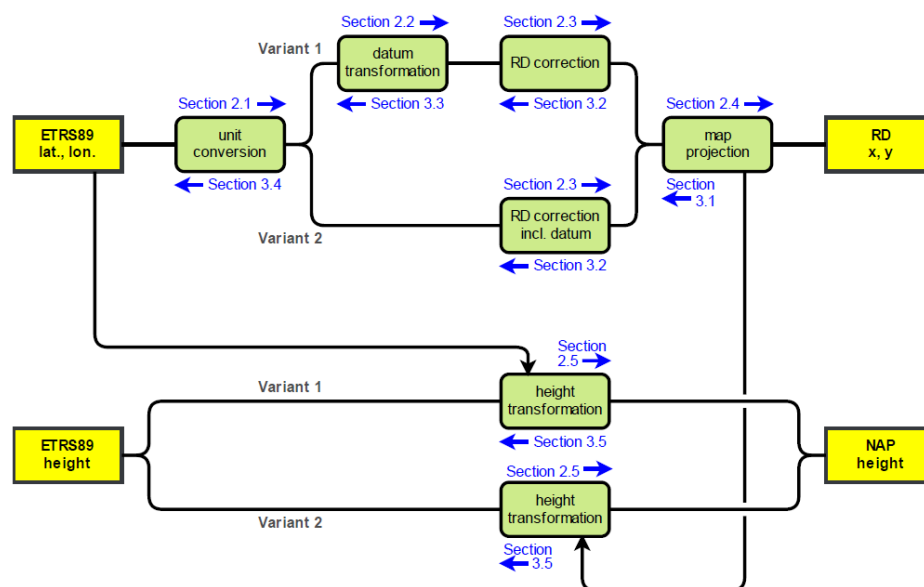 Section 2.2
Section 2.3
Variant 1
datum
transformation
RD correction
Section 3.3
Section 3.2
Section 2.1
Section 2.4
ETRS89
lat., lon.
unit
conversion
map
projection
RD
x, y
Section 3.4
Section
3.1
Section 2.3
Variant 2
RD correction
incl. datum
Section 3.2
Section
2.5
Variant 1
height
transformation
Section 3.5
ETRS89
height
NAP
height
Section 2.5
Variant 2
height
transformation
Section
3.5